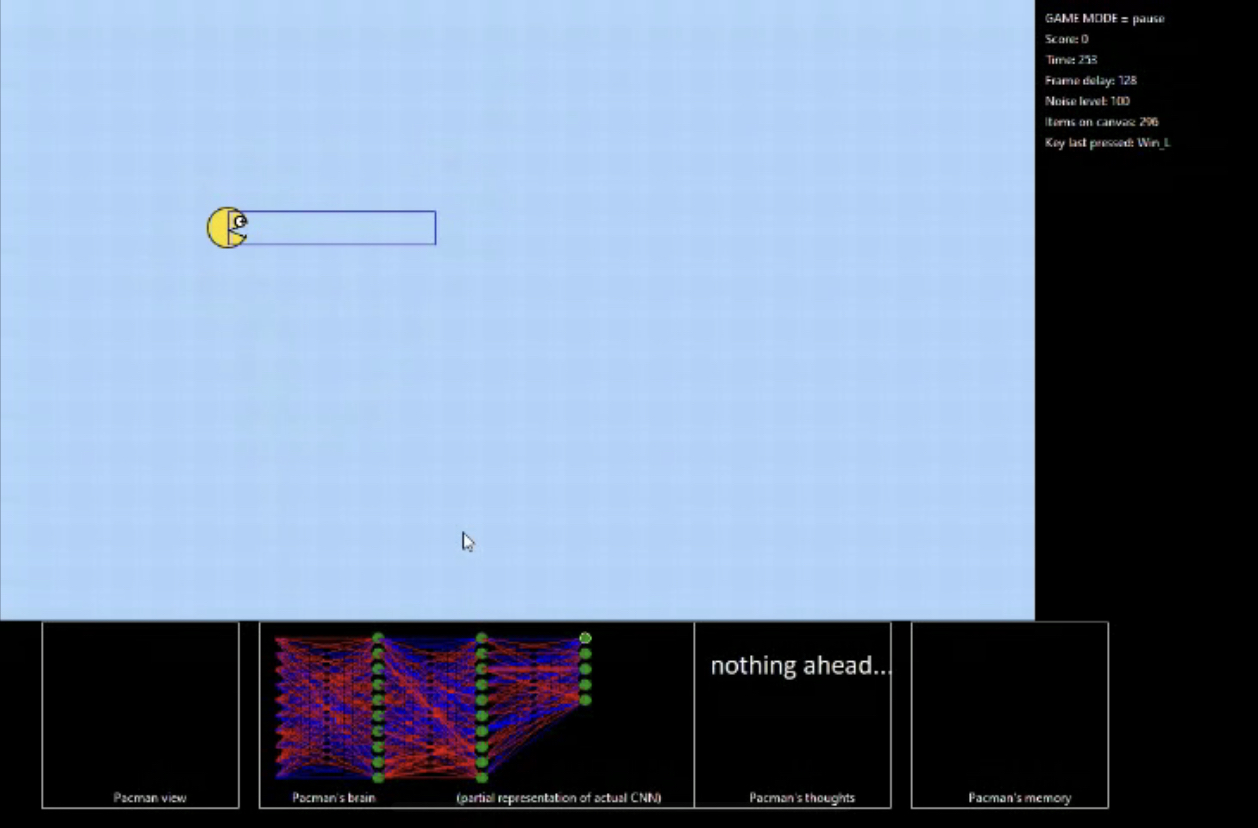 GAME MODE = pause
Score: 0
Time: 253
Frame delay: 128
Noise level: 100
Items on canvas: 296
Key last pressed: Win_L
nothing ahead...
Pacman view
Pacman's brain
(partial representation of actual CNN)
Pacman's thoughts
Pacman's memory